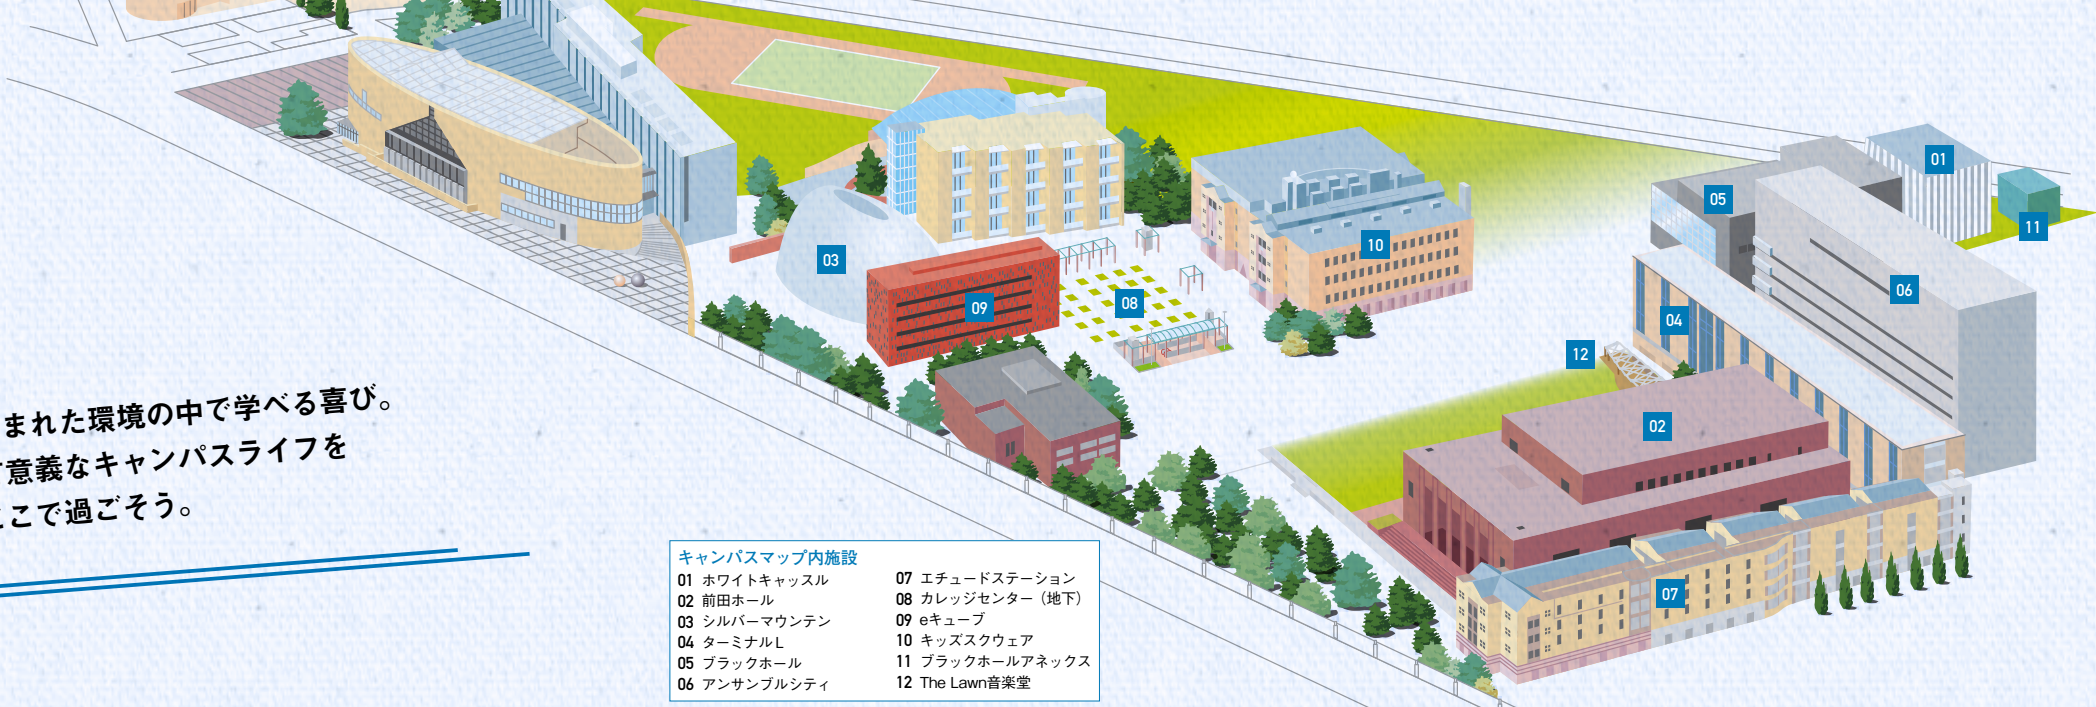 01
05
11
10
03
06
08
09
04
12
まれた環境の中で学べる喜び。
意義なキャンパスライフを
こで過ごそう。
02
07
キャンパスマップ内施設
01 ホワイトキャッスル
02 前田ホール
03 シルバーマウンテン
04 ターミナルL
05 ブラックホール
06 アンサンブルシティ
07 エチュードステーション
08 カレッジセンター（地下）
09 eキューブ
10 キッズスクウェア
11 ブラックホールアネックス
12 The Lawn音楽堂